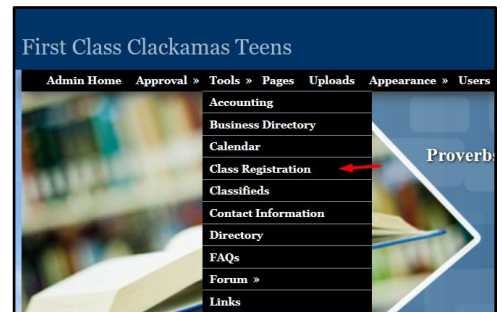 First Class Clackamas Teens
Admin Home Approval » Tools » Pages Uploads Appearance » Users
Accounting
Business Directory
Calendar
Class Registration
Proverbs
Classifieds
Contact Information
Directory
FAQs
Forum »
Links